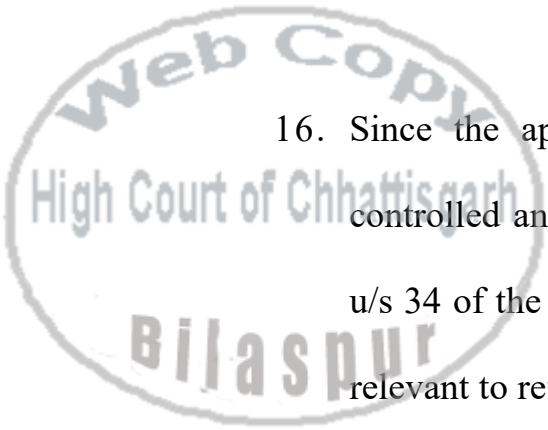 Web Copy
16. Since the ap
High Court of Chhattisgarh
controlled an
u/s 34 of the
Bilaspur
relevant to re